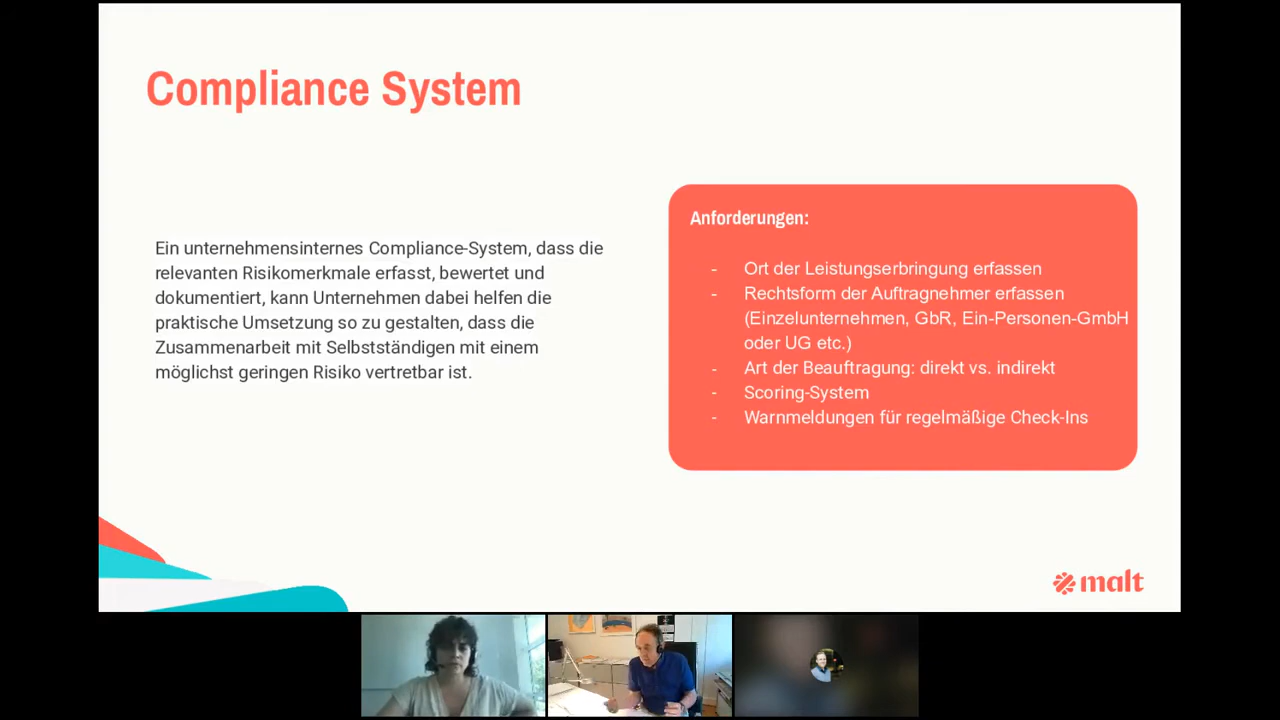 Compliance System
Ein unternehmensinternes Compliance-System, dass die
relevanten Risikomerkmale erfasst, bewertet und
dokumentiert, kann Unternehmen dabei helfen die
praktische Umsetzung so zu gestalten, dass die
Zusammenarbeit mit Selbstständigen mit einem
möglichst geringen Risiko vertretbar ist.
Anforderungen:
- Ort der Leistungserbringung erfassen
- Rechtsform der Auftragnehmer erfassen
(Einzelunternehmen, GbR, Ein-Personen-GmbH
oder UG etc.)
- Art der Beauftragung: direkt vs. indirekt
- Scoring-System
- Warnmeldungen für regelmäßige Check-Ins
malt